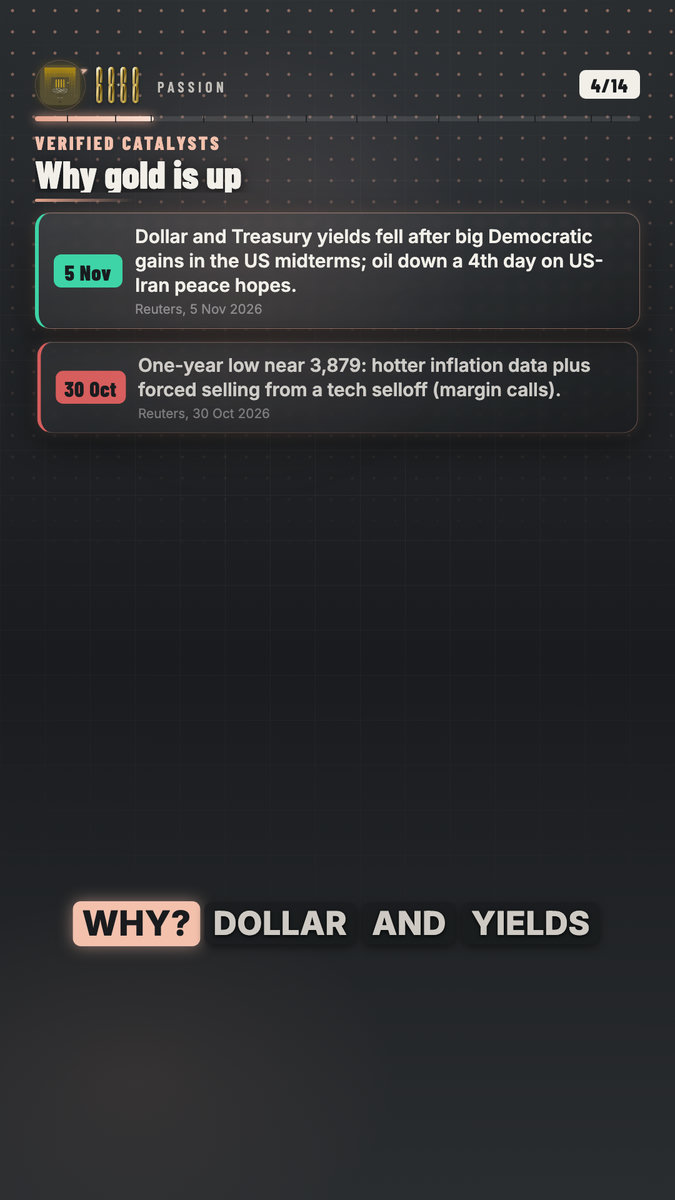 8888 PASSION
4/14
VERIFIED CATALYSTS
Why gold is up
5 Nov
Dollar and Treasury yields fell after big Democratic
gains in the US midterms; oil down a 4th day on US-
Iran peace hopes.
Reuters, 5 Nov 2026
30 Oct
One-year low near 3,879: hotter inflation data plus
forced selling from a tech selloff (margin calls).
Reuters, 30 Oct 2026
WHY? DOLLAR AND YIELDS